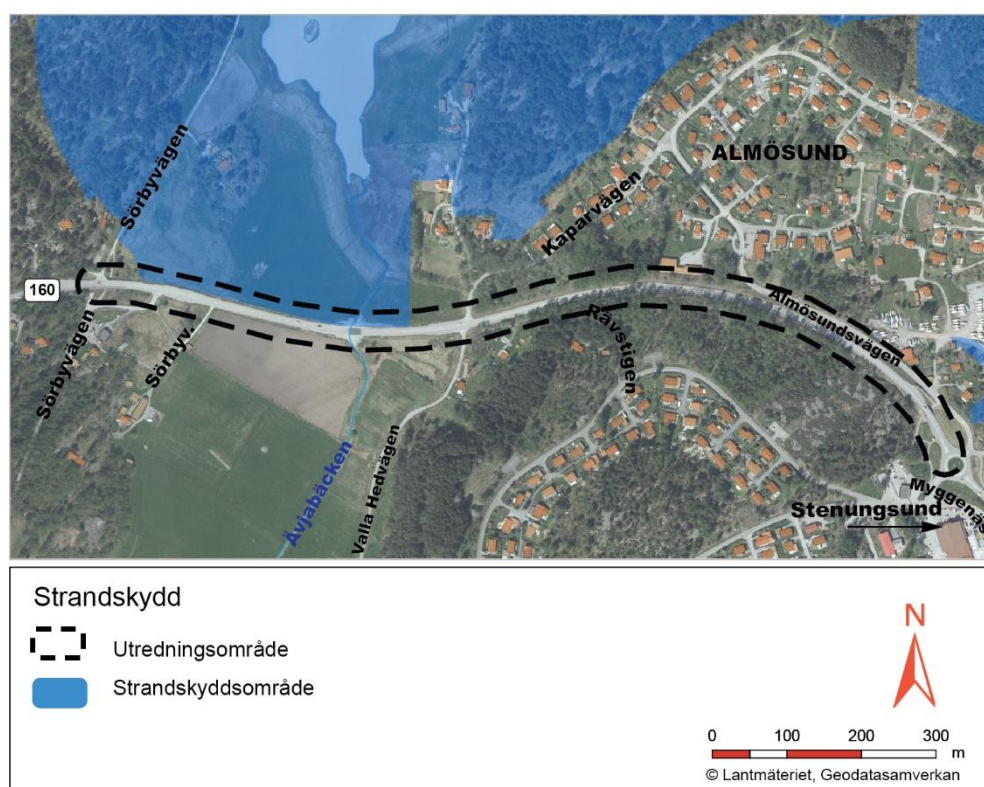 ALMÖSUND
Sörbyvägen
Kaparvägen
160
Almösundsvägen
Rävstigen
Sörbyvägen
Sörbyv.
Ävjabäcken
Valla Hedvägen
Myggenäs
Stenungsund
Strandskydd
Utredningsområde
Strandskyddsområde
N
0 100 200 300
m
© Lantmäteriet, Geodatasamverkan